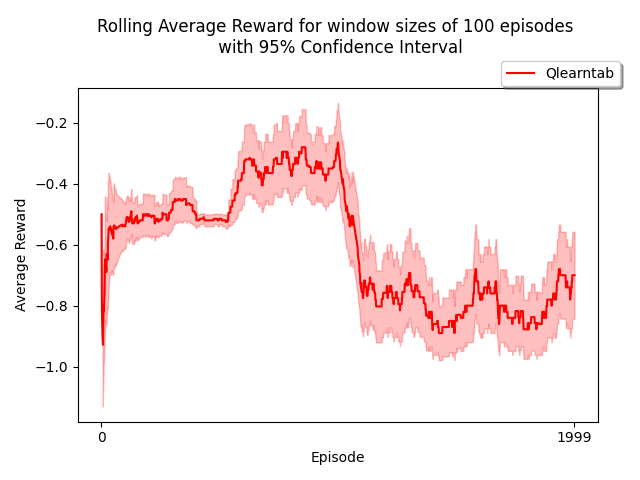 Rolling Average Reward for window sizes of 100 episodes
with 95% Confidence Interval
Qlearntab
−0.2
−0.4
−0.6
−0.8
−1.0
Average Reward
0
1999
Episode